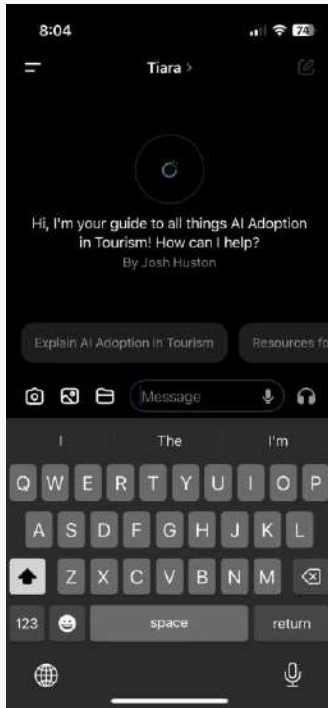 8:04
74
Tiara >
Hi, I'm your guide to all things AI Adoption
in Tourism! How can I help?
By Josh Huston
Explain AI Adoption in Tourism
Resources fo
Message
I
The
I'm
Q W E R T Y U I O P
A S D F G H J K L
Z X C V B N M
123
space
return